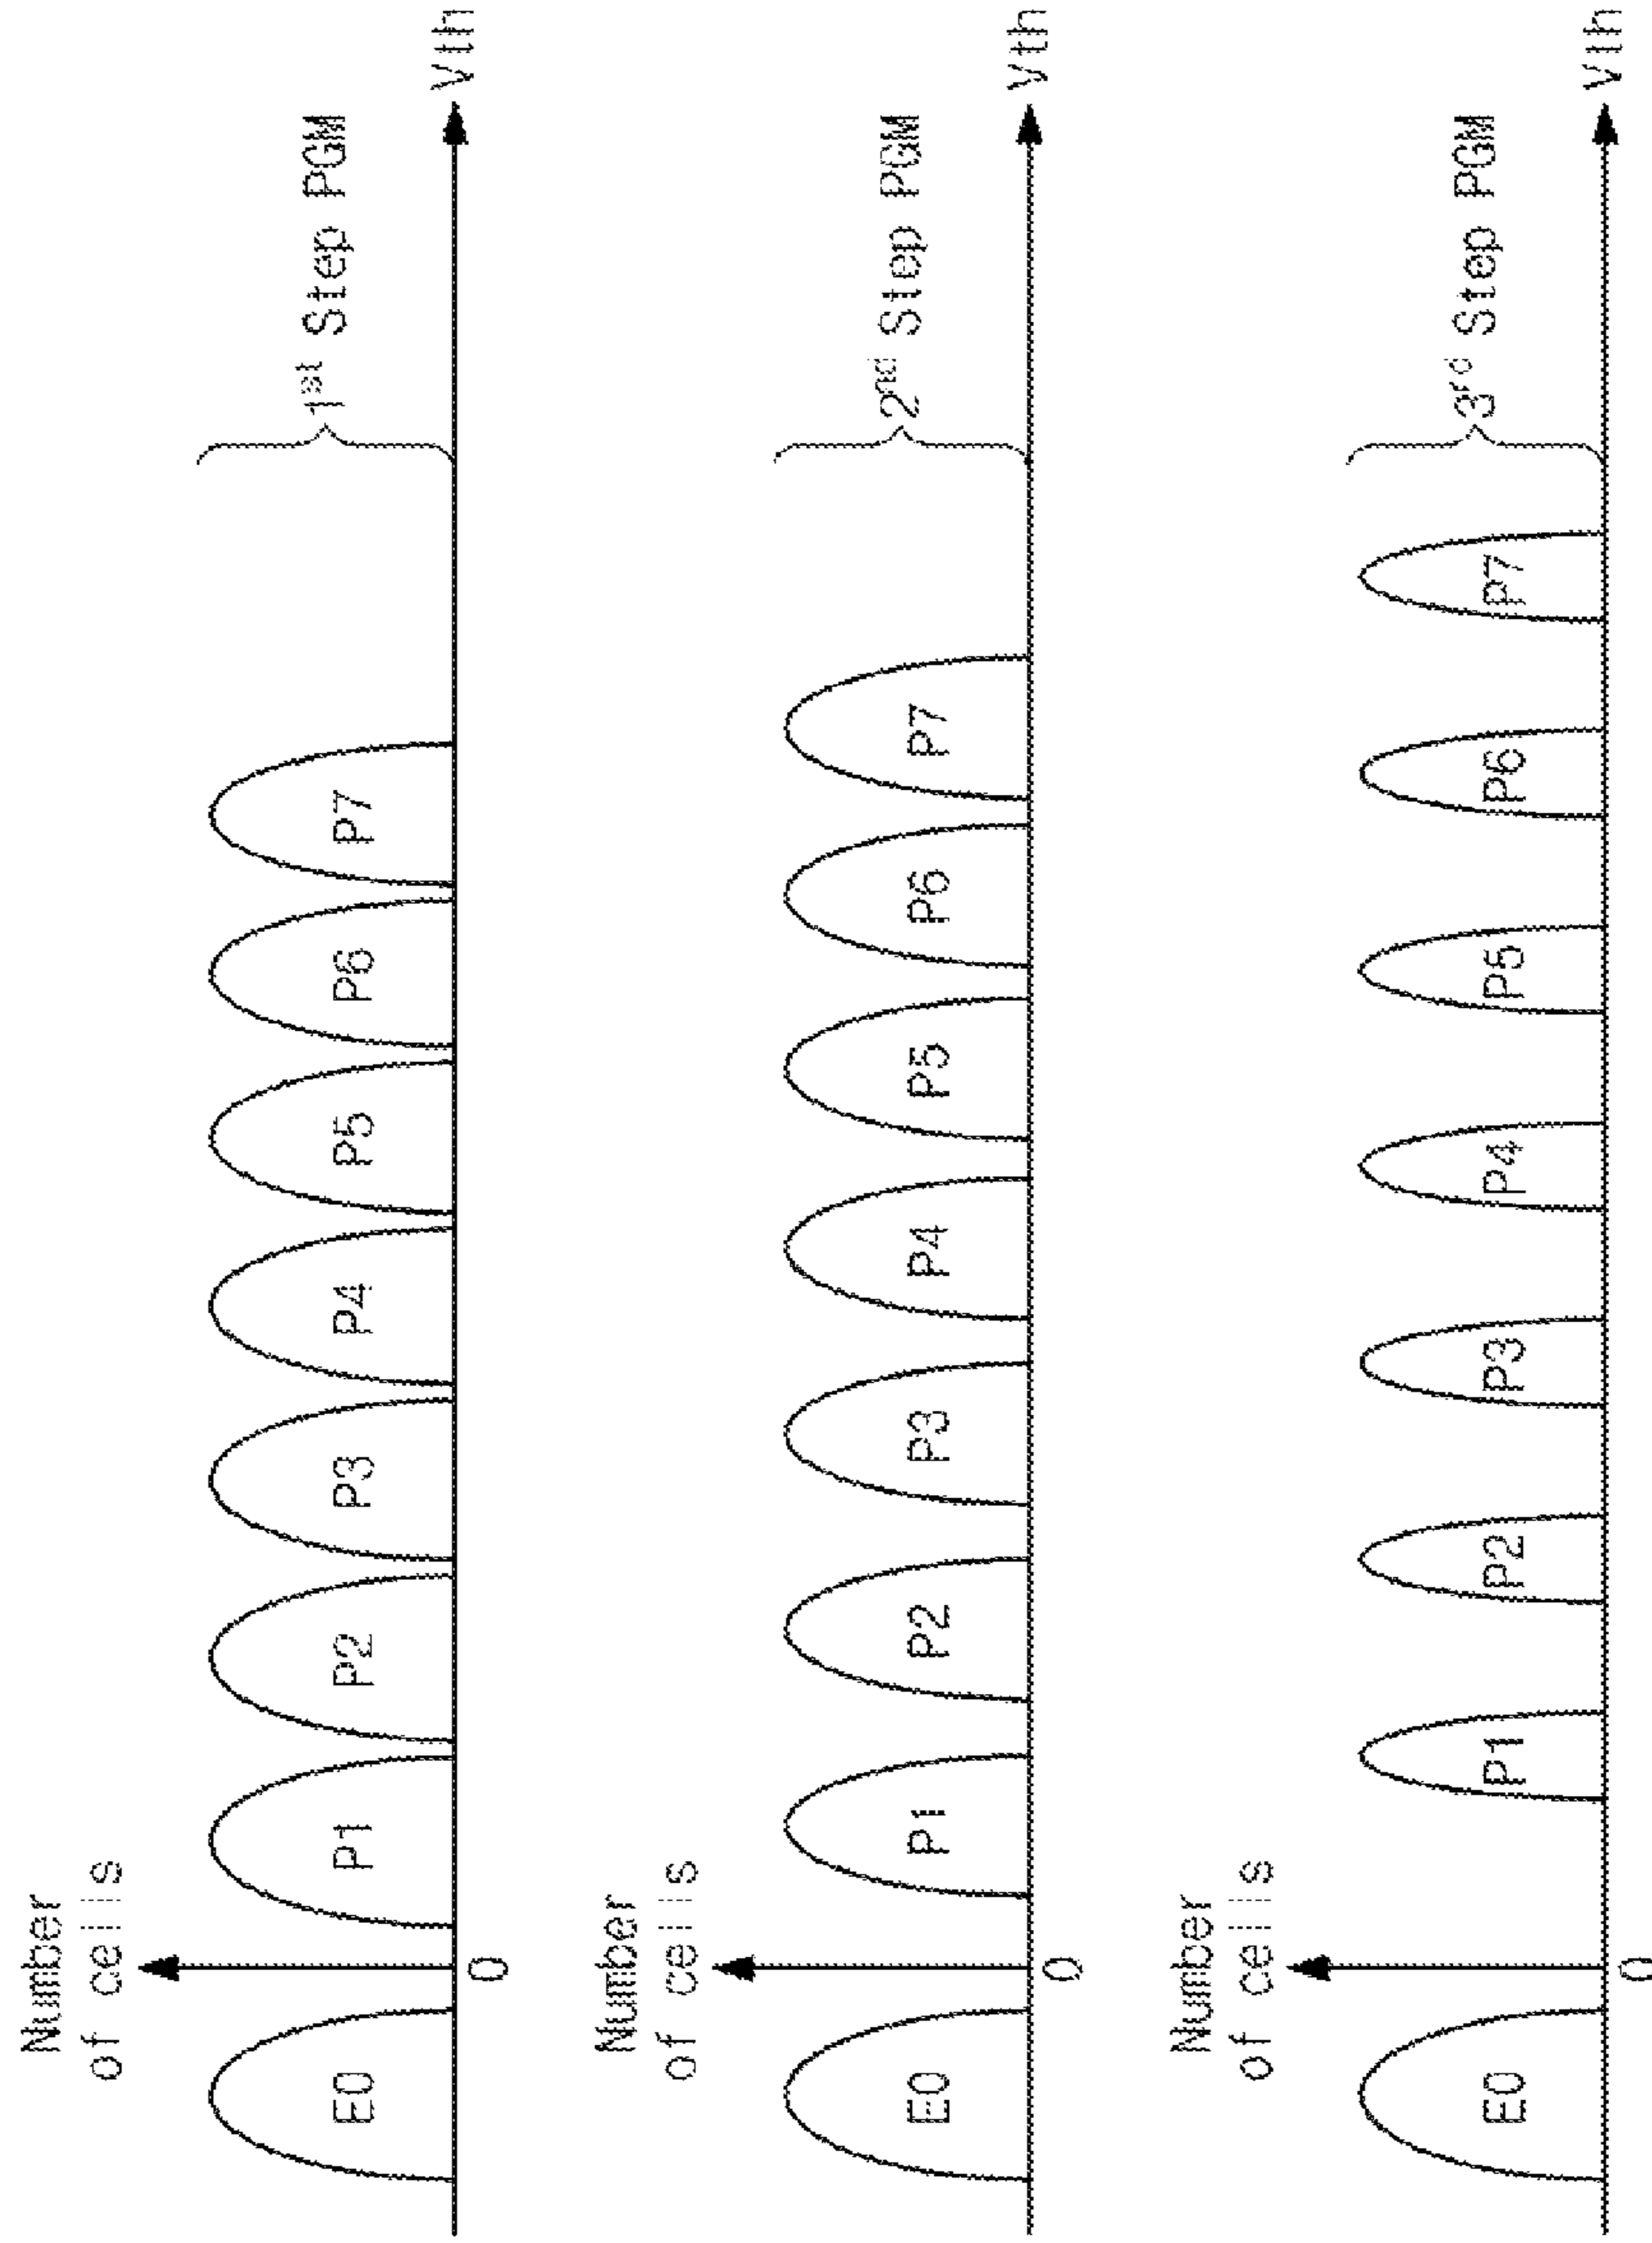 Number
of cells
E0
P1
P2
P3
P4
P5
P6
P7
1st Step PGM
0
Vth
Number
of cells
E0
P1
P2
P3
P4
P5
P6
P7
2nd Step PGM
0
Vth
Number
of cells
E0
P1
P2
P3
P4
P5
P6
P7
3rd Step PGM
0
Vth